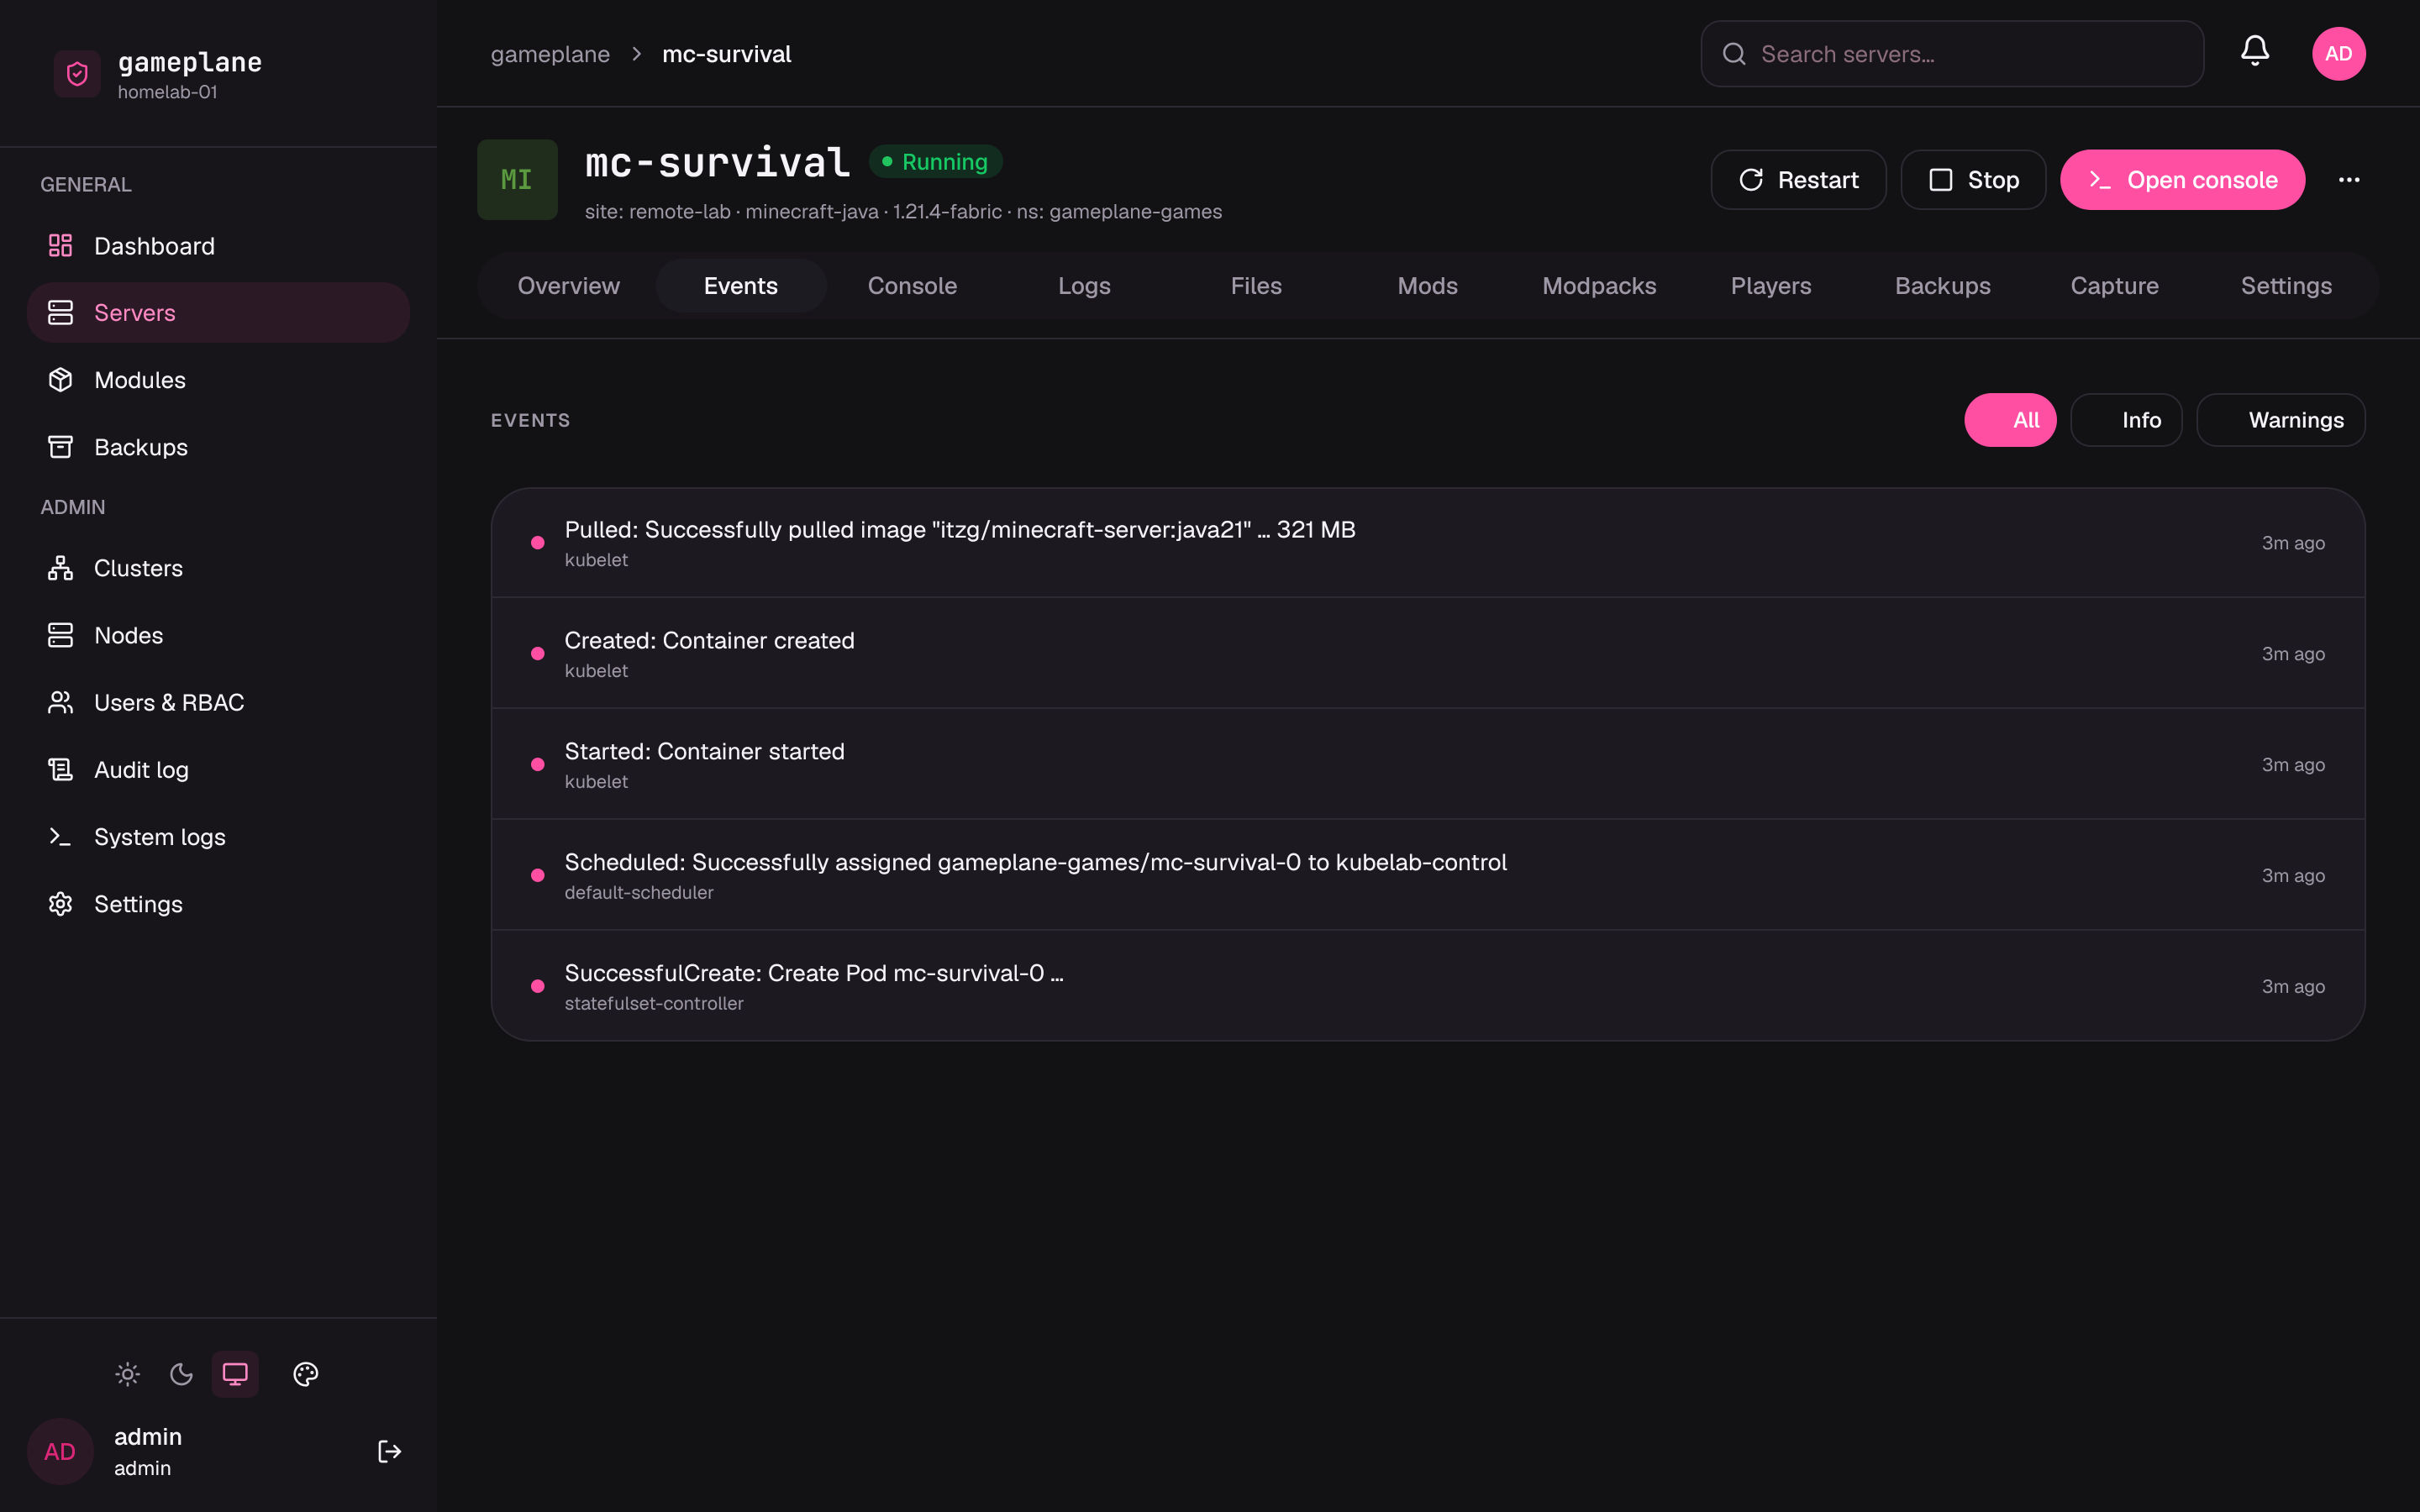 gameplane
homelab-01
GENERAL
Dashboard
Servers
Modules
Backups
ADMIN
Clusters
Nodes
Users & RBAC
Audit log
System logs
Settings
AD
admin
admin
gameplane > mc-survival
Search servers...
AD
MI
mc-survival
Running
site: remote-lab · minecraft-java · 1.21.4-fabric · ns: gameplane-games
Restart
Stop
Open console
Overview
Events
Console
Logs
Files
Mods
Modpacks
Players
Backups
Capture
Settings
EVENTS
All
Info
Warnings
Pulled: Successfully pulled image "itzg/minecraft-server:java21" ... 321 MB
kubelet
3m ago
Created: Container created
kubelet
3m ago
Started: Container started
kubelet
3m ago
Scheduled: Successfully assigned gameplane-games/mc-survival-0 to kubelab-control
default-scheduler
3m ago
SuccessfulCreate: Create Pod mc-survival-0 ...
statefulset-controller
3m ago